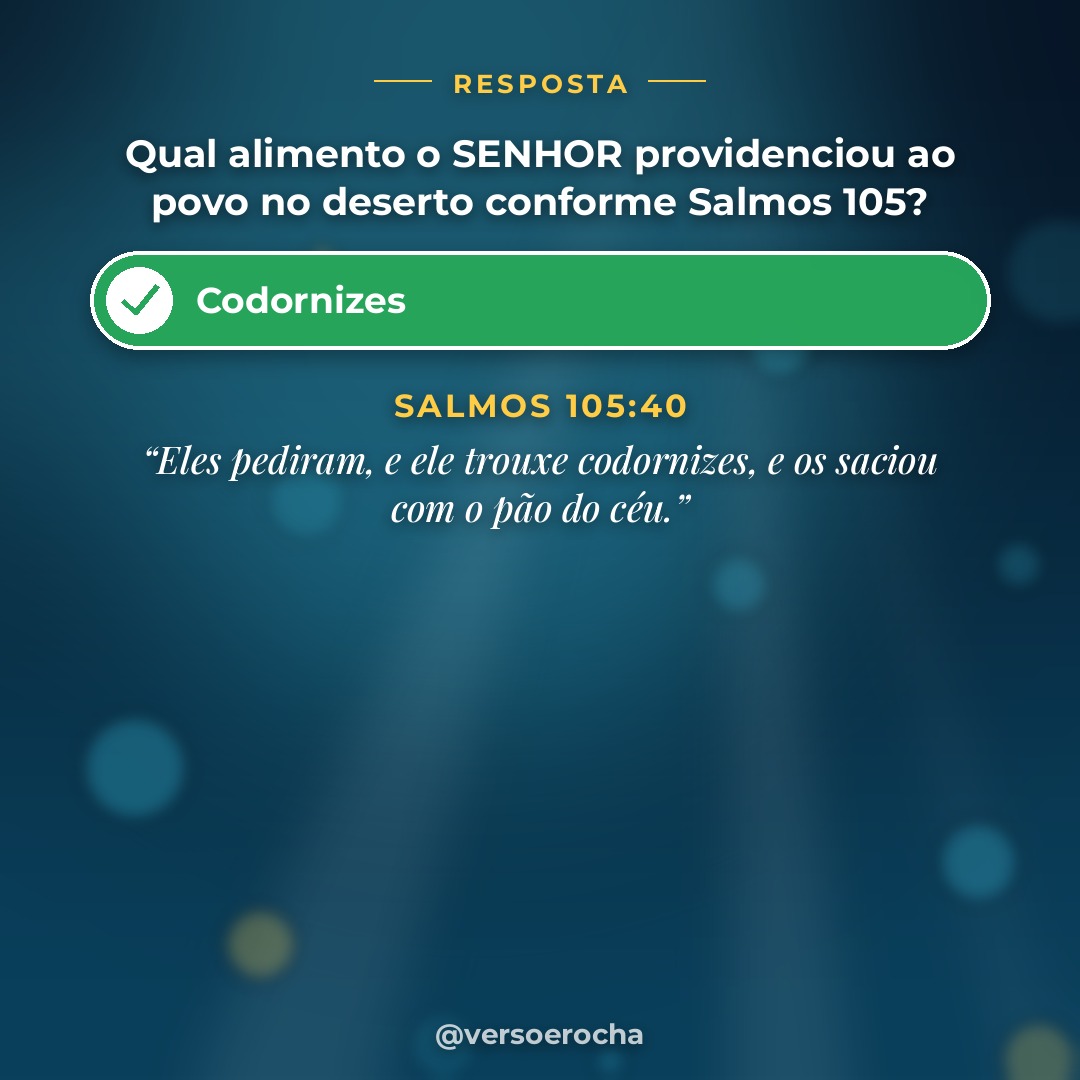 RESPOSTA
Qual alimento o SENHOR providenciou ao
povo no deserto conforme Salmos 105?
Codornizes
SALMOS 105:40
“Eles pediram, e ele trouxe codornizes, e os saciou
com o pão do céu.”
@versoerocha